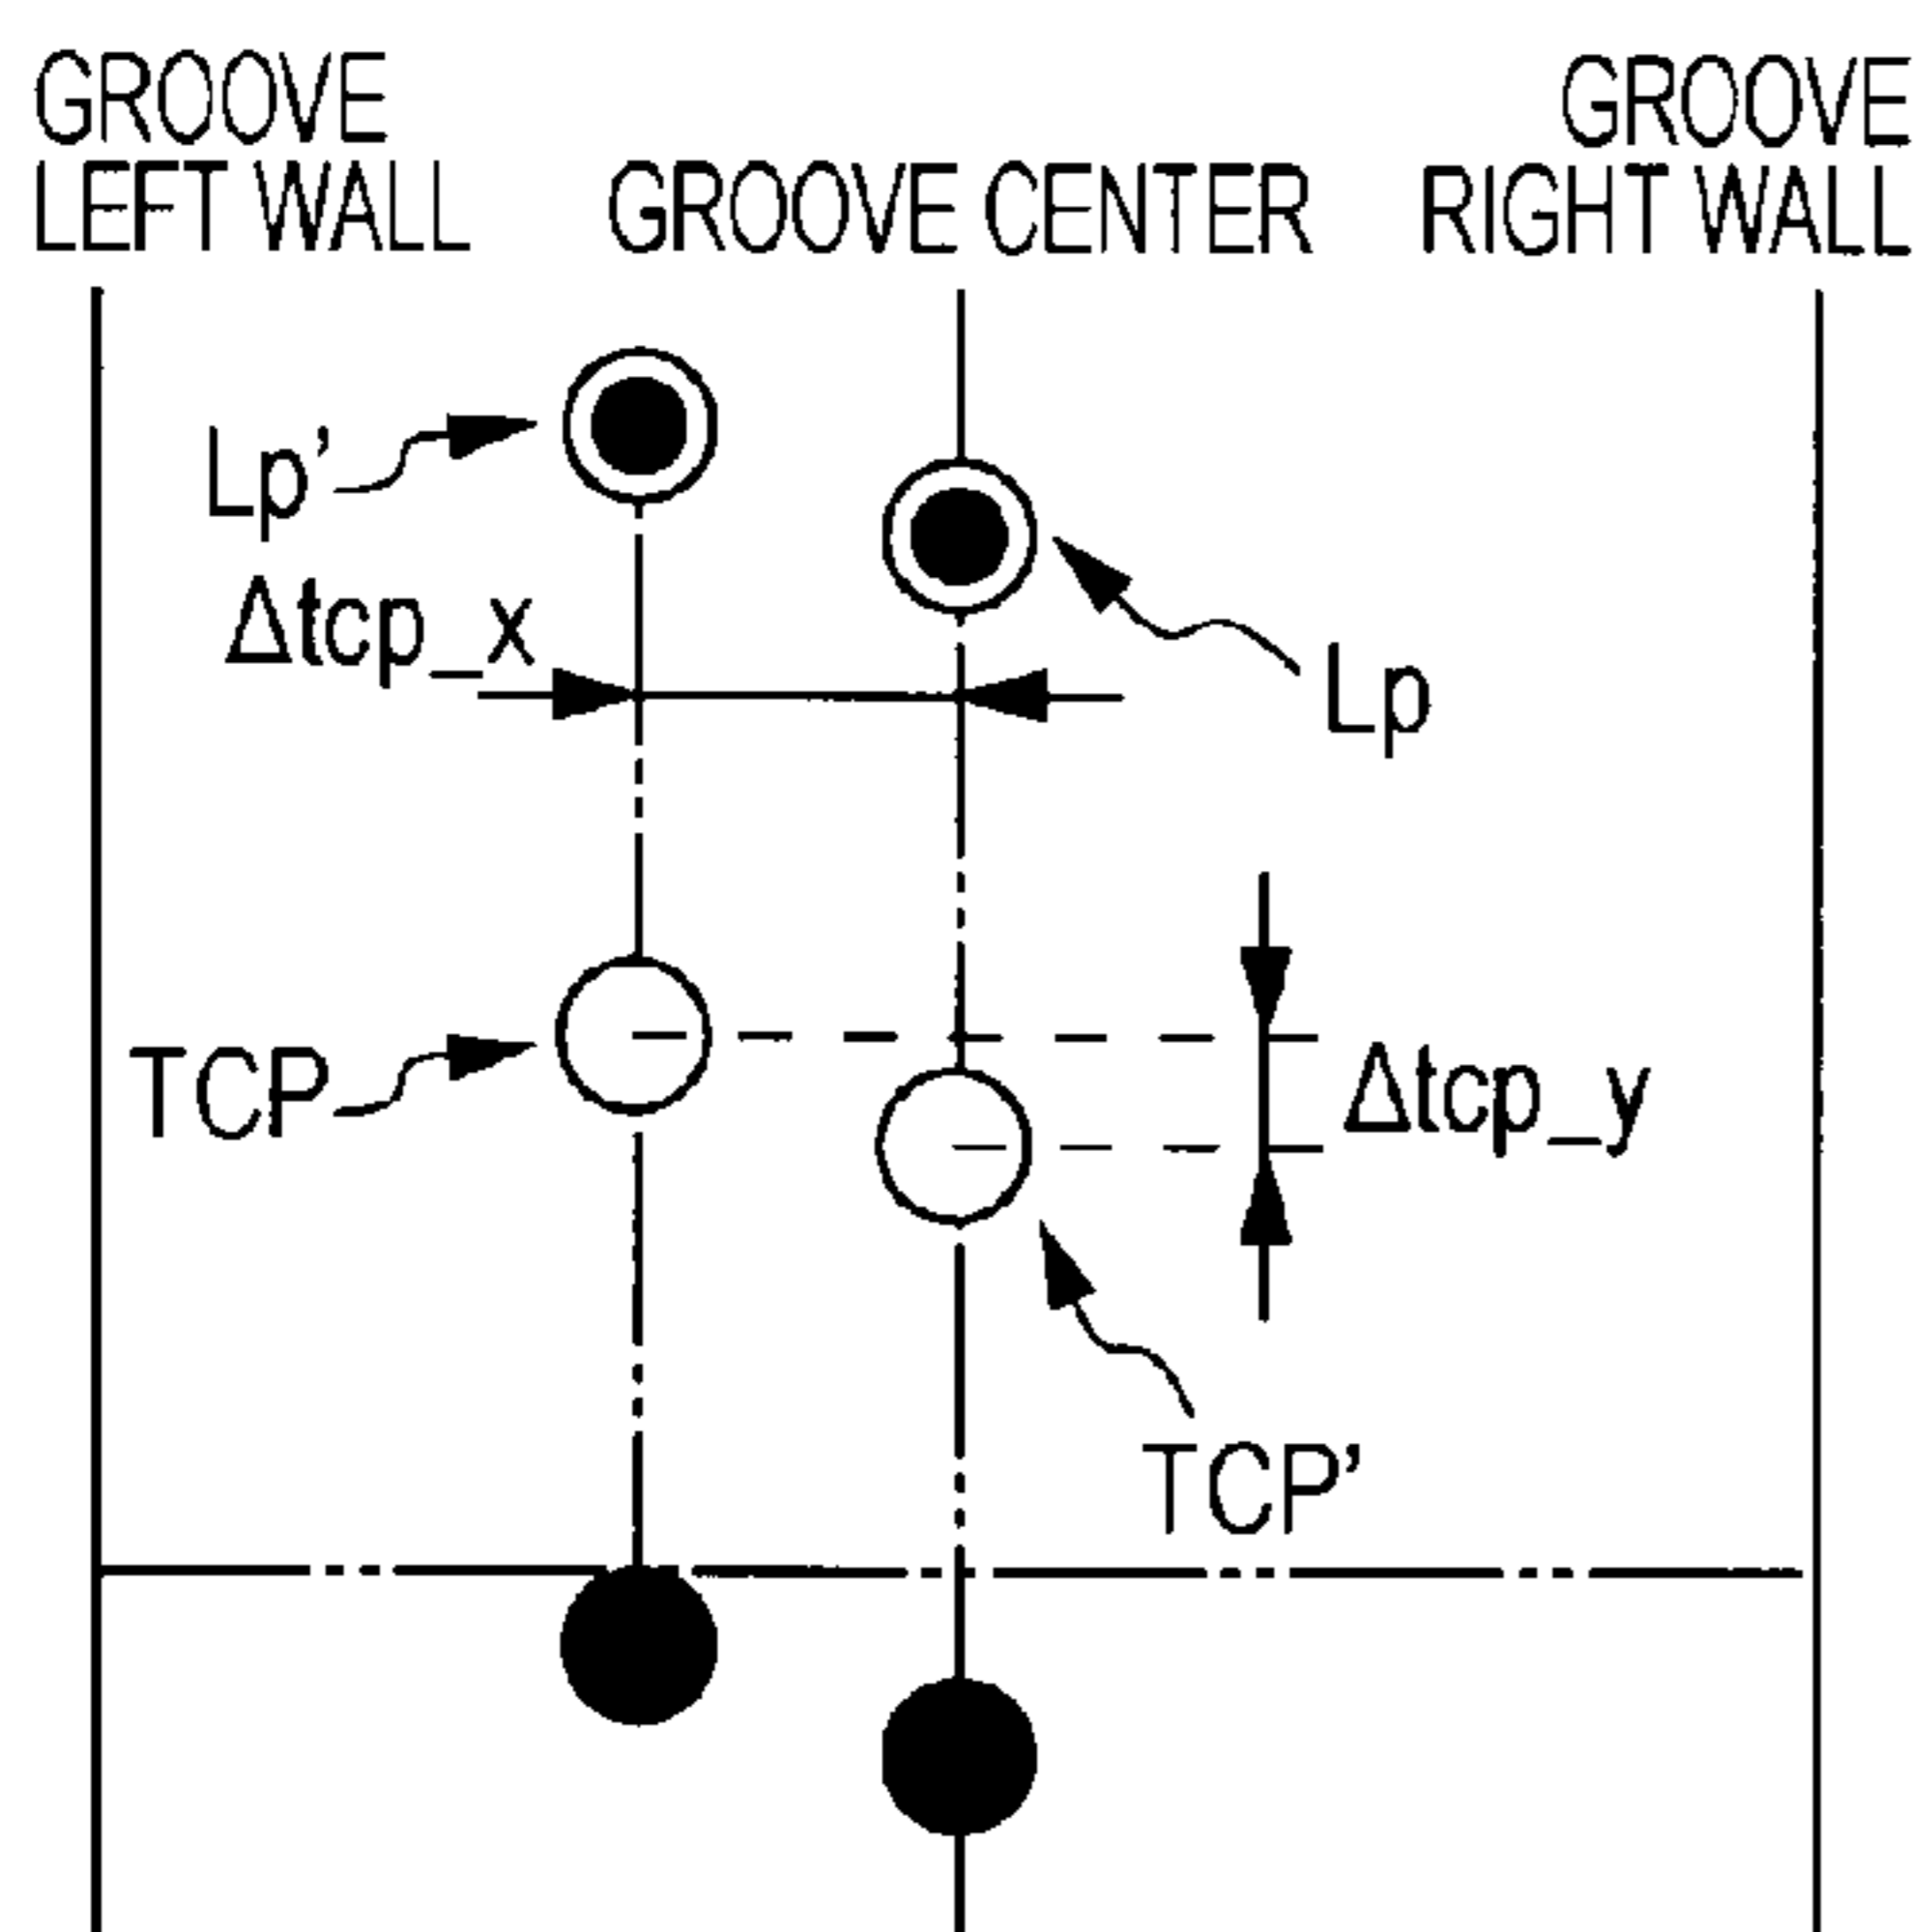 GROOVE
LEFT WALL
GROOVE CENTER
GROOVE
RIGHT WALL
Lp’
Δtcp_x
Lp
TCP
Δtcp_y
TCP’